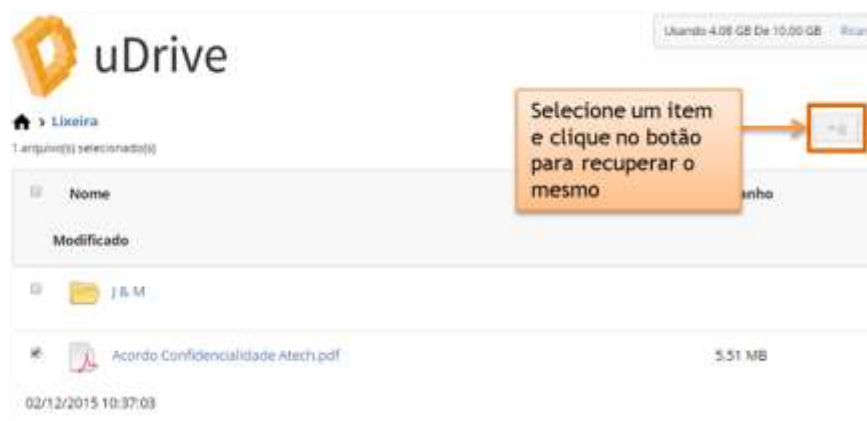 uDrive
Usando 4.08 GB De 10.00 GB
Lixeira
1 arquivo(s) selecionado(s)
Selecione um item
e clique no botão
para recuperar o
mesmo
Nome
anho
Modificado
J & M
Acordo Confidencialidade Atech.pdf
5,51 MB
02/12/2015 10:37:03